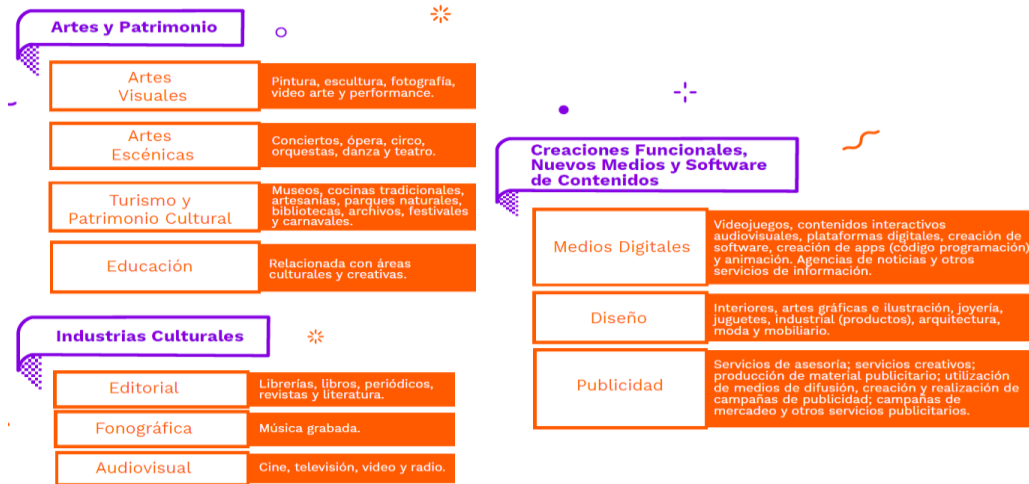 Artes y Patrimonio
Artes
Visuales
Pintura, escultura, fotografía,
video arte y performance.
Artes
Escénicas
Conciertos, ópera, circo,
orquestas, danza y teatro.
Turismo y
Patrimonio Cultural
Museos, cocinas tradicionales,
artesanías, parques naturales,
bibliotecas, archivos, festivales
y carnavales.
Educación
Relacionada con áreas
culturales y creativas.
Industrias Culturales
Editorial
Librerías, libros, periódicos,
revistas y literatura.
Fonográfica
Música grabada.
Audiovisual
Cine, televisión, video y radio.
Creaciones Funcionales,
Nuevos Medios y Software
de Contenidos
Medios Digitales
Videojuegos, contenidos interactivos
audiovisuales, plataformas digitales, creación de
software, creación de apps (código programación)
y animación. Agencias de noticias y otros
servicios de información.
Diseño
Interiores, artes gráficas e ilustración, joyería,
juguetes, industrial (productos), arquitectura,
moda y mobiliario.
Publicidad
Servicios de asesoría; servicios creativos;
producción de material publicitario; utilización
de medios de difusión, creación y realización de
campañas de publicidad; campañas de
mercadeo y otros servicios publicitarios.